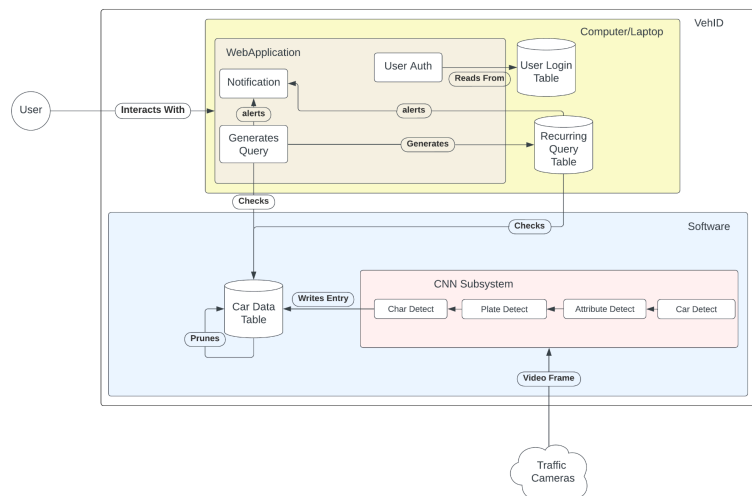 VehID
Computer/Laptop
WebApplication
User Auth
User Login
Table
Reads From
Notification
User
Interacts With
alerts
alerts
Generates
Query
Generates
Recurring
Query
Table
Checks
Checks
Software
CNN Subsystem
Car Data
Table
Writes Entry
Char Detect
Plate Detect
Attribute Detect
Car Detect
Prunes
Video Frame
Traffic
Cameras